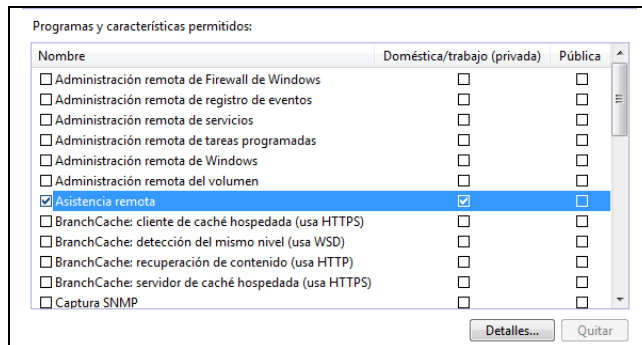 Programas y características permitidos:
Nombre Doméstica/trabajo (privada) Pública
Administración remota de Firewall de Windows
Administración remota de registro de eventos
Administración remota de servicios
Administración remota de tareas programadas
Administración remota de Windows
Administración remota del volumen
Asistencia remota
BranchCache: cliente de caché hospedada (usa HTTPS)
BranchCache: detección del mismo nivel (usa WSD)
BranchCache: recuperación de contenido (usa HTTP)
BranchCache: servidor de caché hospedada (usa HTTPS)
Captura SNMP
Detalles... Quitar